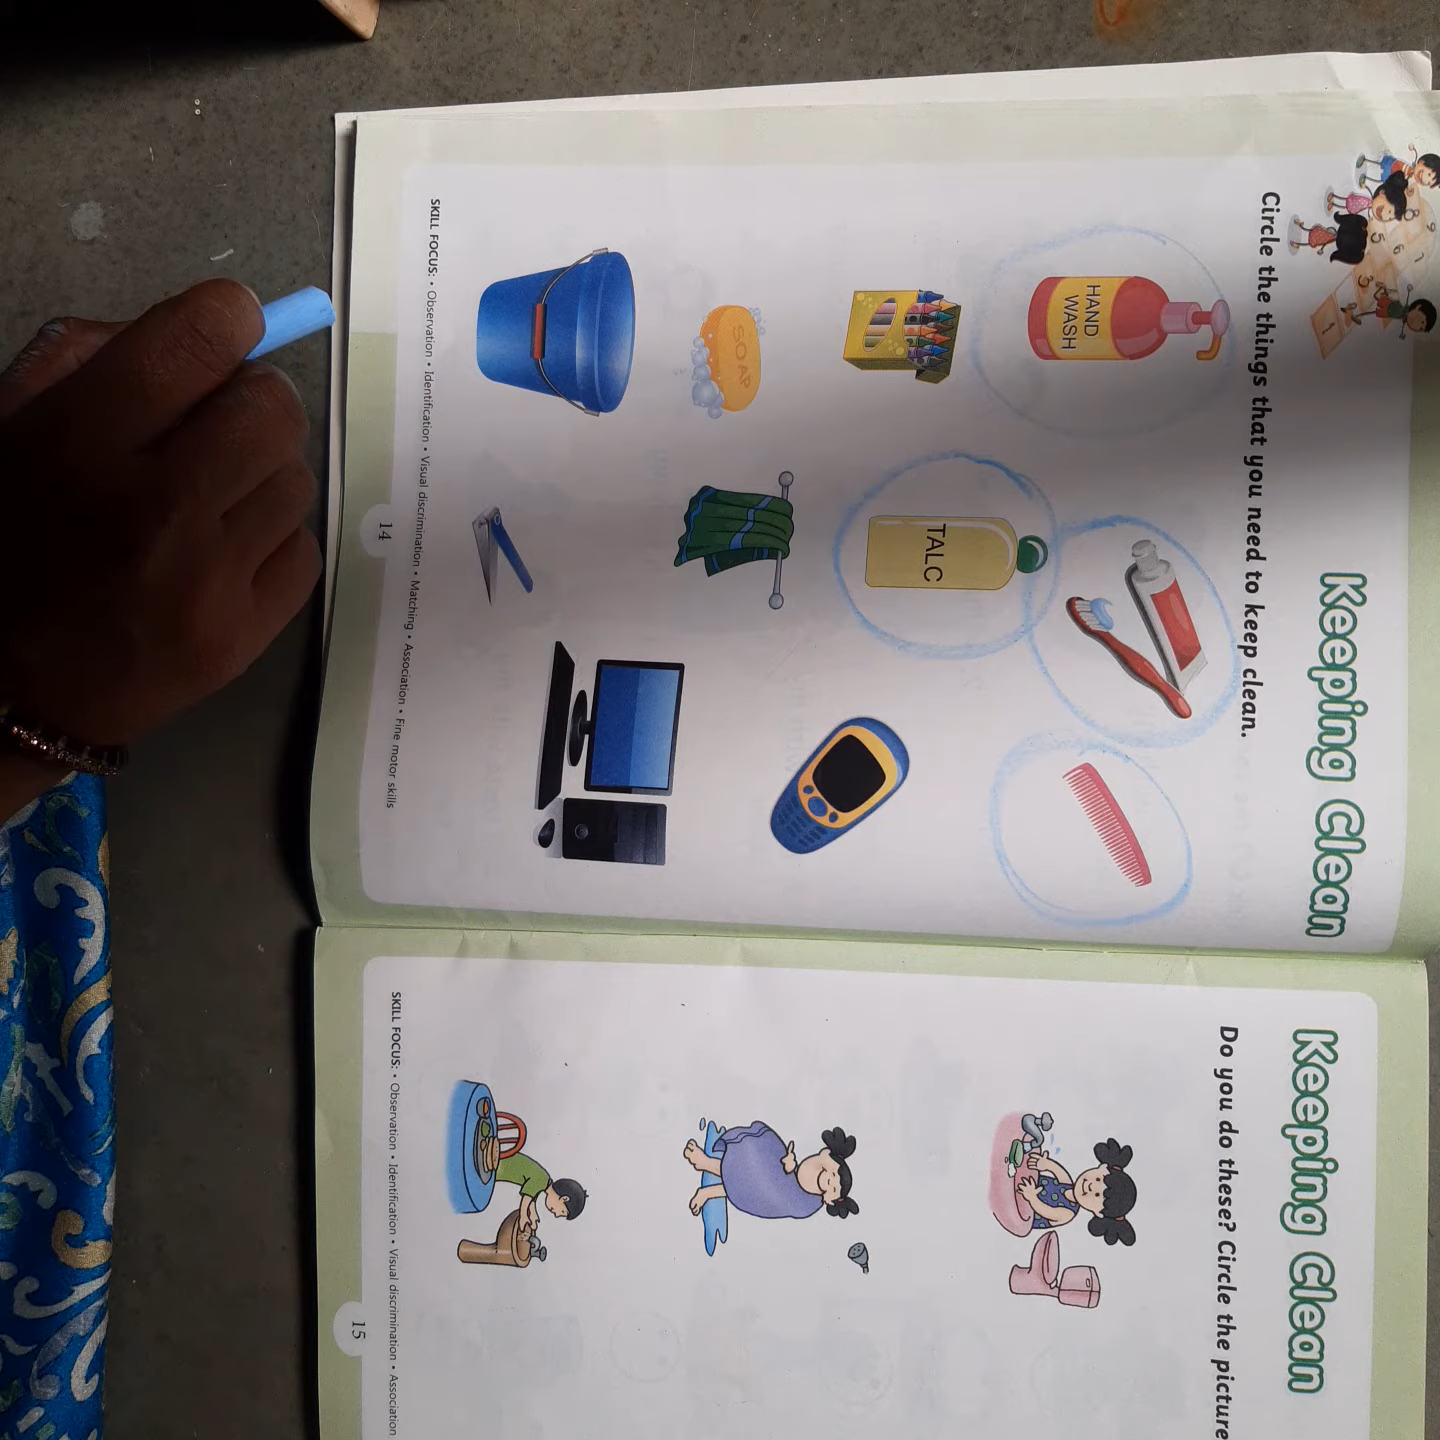 Keeping Clean
Circle the things that you need to keep clean.
HAND
WASH
TALC
SOAP
SKILL FOCUS: • Observation • Identification • Visual discrimination • Matching • Association • Fine motor skills
14
Keeping Clean
Do you do these? Circle the picture
SKILL FOCUS: • Observation • Identification • Visual discrimination • Association
15